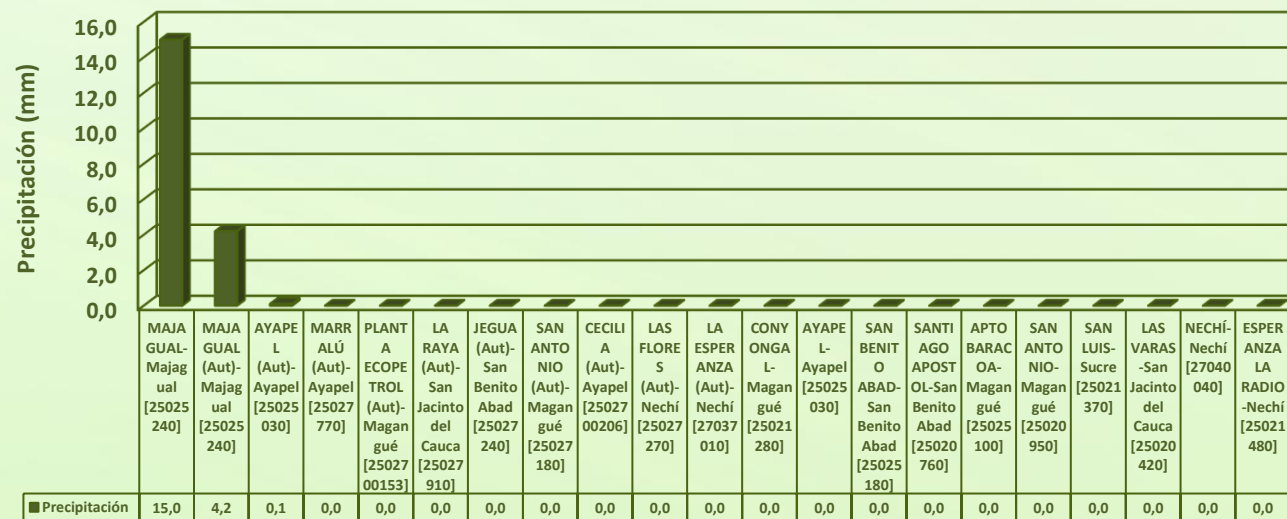 Precipitación (mm)
16,0
14,0
12,0
10,0
8,0
6,0
4,0
2,0
0,0
MAJA
GUAL-
Majag
ual
[25025
240]
MAJA
GUAL
(Aut)-
Majag
ual
[25025
240]
AYAPE
L
(Aut)-
Ayapel
[25025
030]
MARR
ALÚ
(Aut)-
Ayapel
[25027
770]
PLANT
A
ECOPE
TROL
(Aut)-
Magan
gué
[25027
00153]
LA
RAYA
(Aut)-
San
Jacinto
del
Cauca
[25027
910]
JEGUA
(Aut)-
San
Benito
Abad
[25027
240]
SAN
ANTO
NIO
(Aut)-
Magan
gué
[25027
180]
CECILI
A
(Aut)-
Ayapel
[25027
00206]
LAS
FLORE
S
(Aut)-
Nechí
[25027
270]
LA
ESPER
ANZA
(Aut)-
Nechí
[27037
010]
CONY
ONGA
L-
Magan
gué
[25021
280]
AYAPE
L-
Ayapel
[25025
030]
SAN
BENIT
O
ABAD-
San
Benito
Abad
[25025
180]
SANTI
AGO
APOST
OL-San
Benito
Abad
[25020
760]
APTO
BARAC
OA-
Magan
gué
[25025
100]
SAN
ANTO
NIO-
Magan
gué
[25020
950]
SAN
LUIS-
Sucre
[25021
370]
LAS
VARAS
-San
Jacinto
del
Cauca
[25020
420]
NECHÍ-
Nechí
[27040
040]
ESPER
ANZA
LA
RADIO
-Nechí
[25021
480]
Precipitación 15,0 4,2 0,1 0,0 0,0 0,0 0,0 0,0 0,0 0,0 0,0 0,0 0,0 0,0 0,0 0,0 0,0 0,0 0,0 0,0 0,0